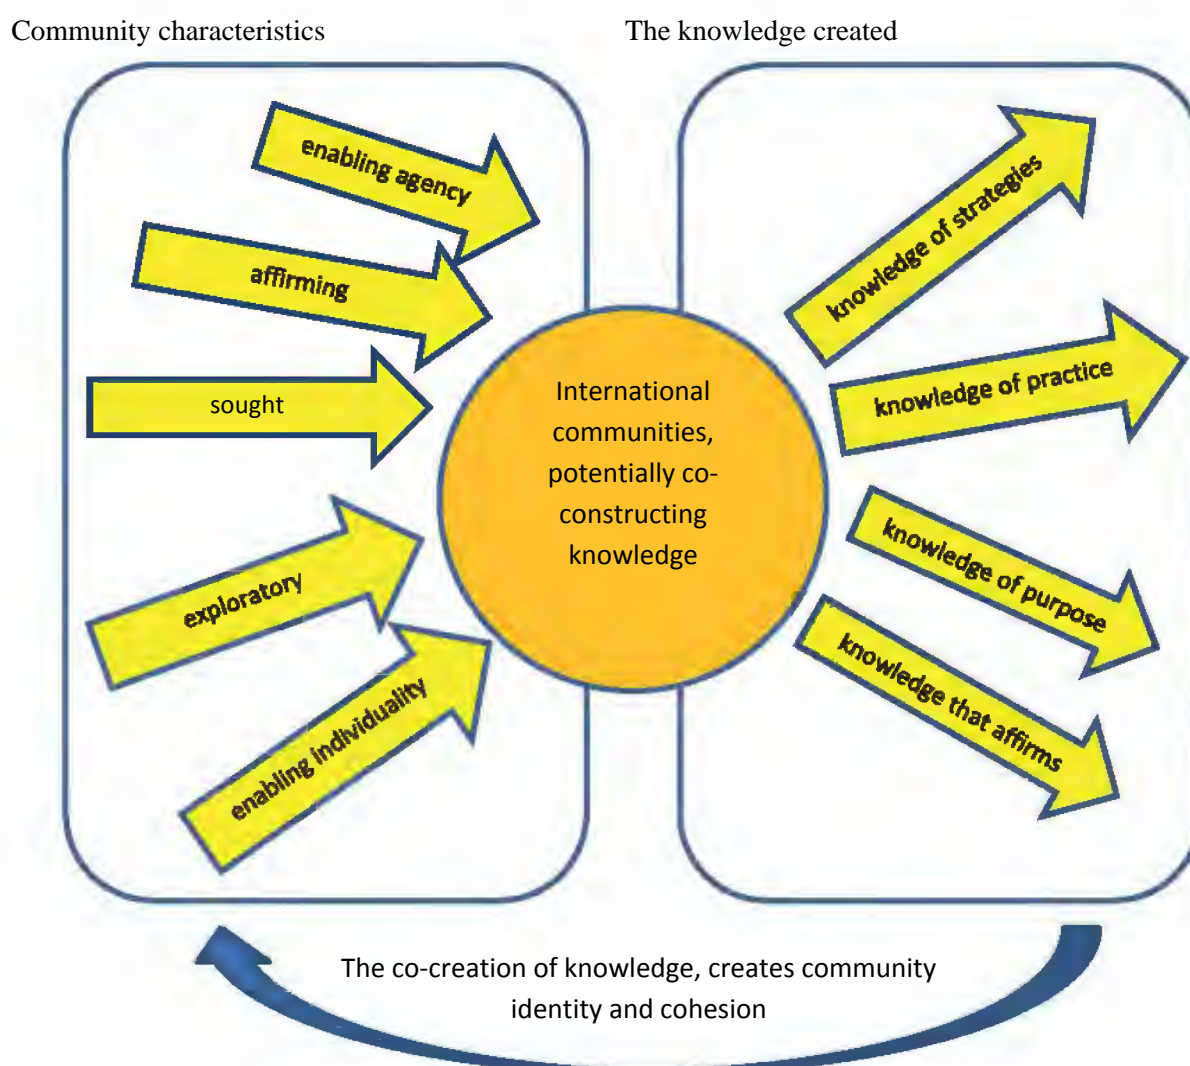 Community characteristics
The knowledge created
enabling agency
affirming
sought
exploratory
enabling individuality
International
communities,
potentially co-
constructing
knowledge
knowledge of strategies
knowledge of practice
knowledge of purpose
knowledge that affirms
The co-creation of knowledge, creates community
identity and cohesion